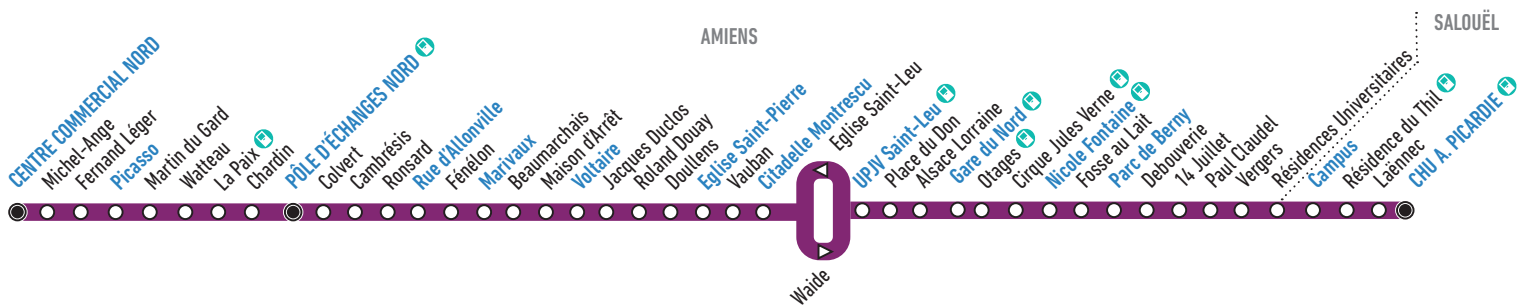 AMIENS
SALOUËL
CENTRE COMMERCIAL NORD
Michel-Ange
Fernand Léger
Picasso
Martin du Gard
Watteau
La Paix
Chardin
PÔLE D'ÉCHANGES NORD
Colvert
Cambrésis
Ronsard
Rue d'Allonville
Fénélon
Marivaux
Beaumarchais
Maison d'Arrêt
Voltaire
Jacques Duclos
Roland Douay
Doullens
Eglise Saint-Pierre
Vauban
Citadelle Montrescu
Eglise Saint-Leu
Waide
UPJV Saint-Leu
Place du Don
Alsace Lorraine
Gare du Nord
Otages
Cirque Jules Verne
Nicole Fontaine
Fosse au Lait
Parc de Berny
Debouverie
14 Juillet
Paul Claudel
Vergers
Résidences Universitaires
Campus
Résidence du Thil
Laënnec
CHU A. PICARDIE